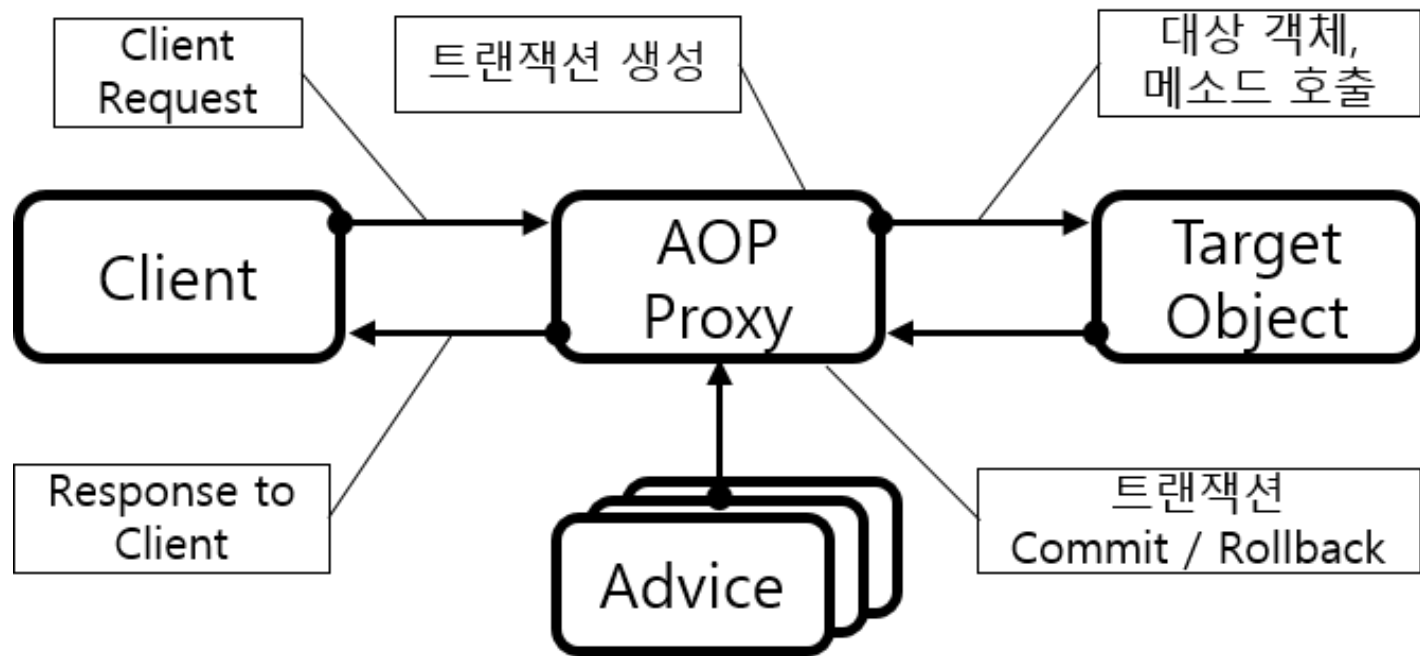 Client
Request
트랜잭션 생성
대상 객체,
메소드 호출
Client
AOP
Proxy
Target
Object
Response to
Client
Advice
트랜잭션
Commit / Rollback